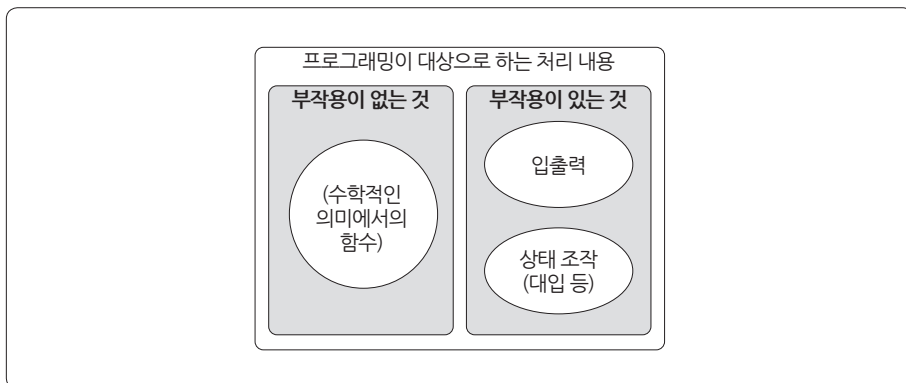 프로그래밍이 대상으로 하는 처리 내용
부작용이 없는 것
(수학적인
의미에서의
함수)
부작용이 있는 것
입출력
상태 조작
(대입 등)